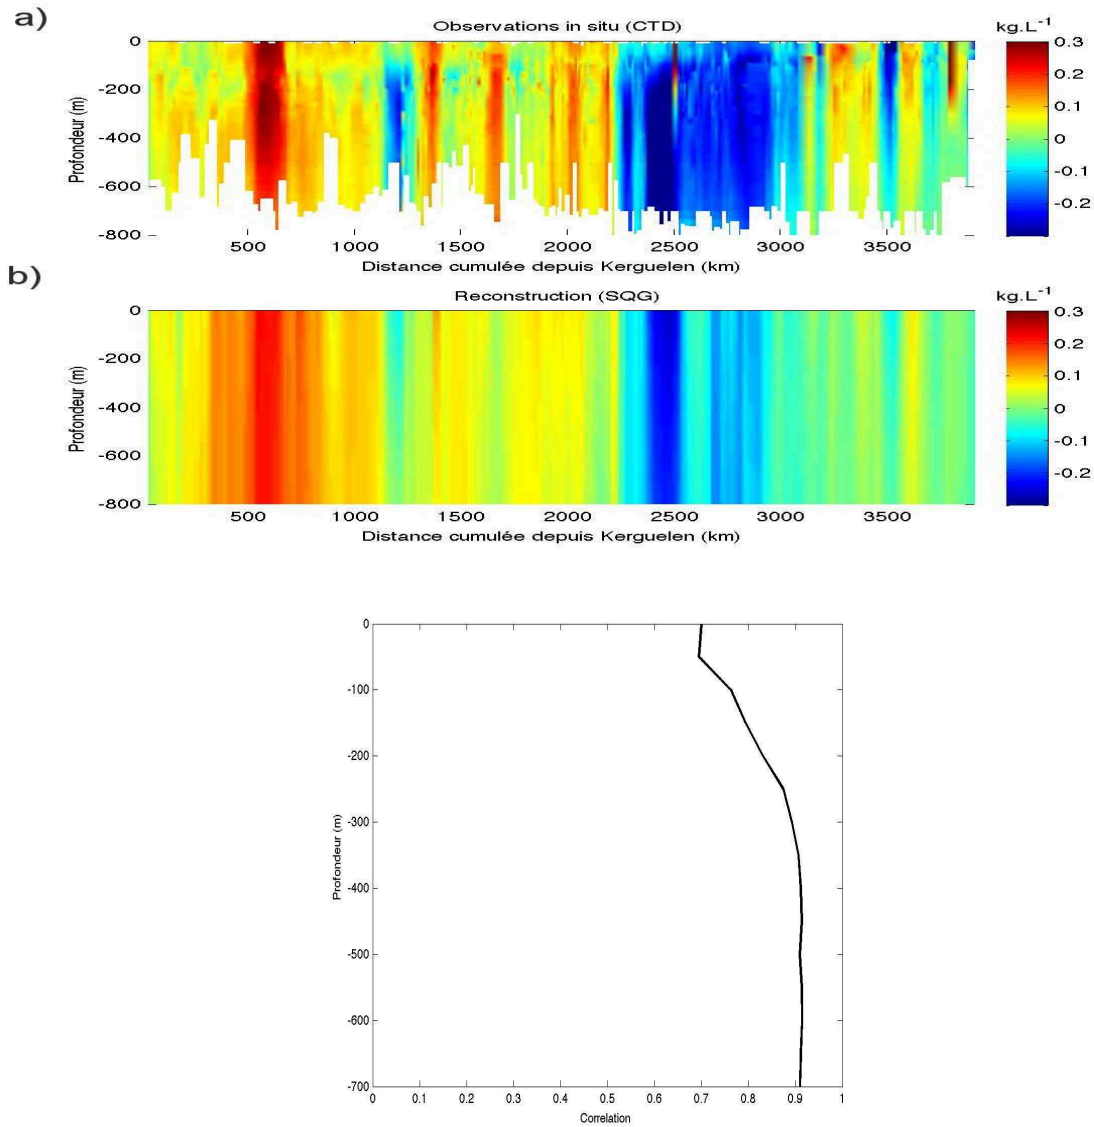 a)
Observations in situ (CTD)
kg.L⁻¹
0
-200
-400
-600
-800
Profondeur (m)
500 1000 1500 2000 2500 3000 3500
Distance cumulée depuis Kerguelen (km)
0.3
0.2
0.1
0
-0.1
-0.2
b)
Reconstruction (SQG)
kg.L⁻¹
0
-200
-400
-600
-800
Profondeur (m)
500 1000 1500 2000 2500 3000 3500
Distance cumulée depuis Kerguelen (km)
0.3
0.2
0.1
0
-0.1
-0.2
0
-100
-200
-300
-400
-500
-600
-700
Profondeur (m)
0 0.1 0.2 0.3 0.4 0.5 0.6 0.7 0.8 0.9 1
Correlation